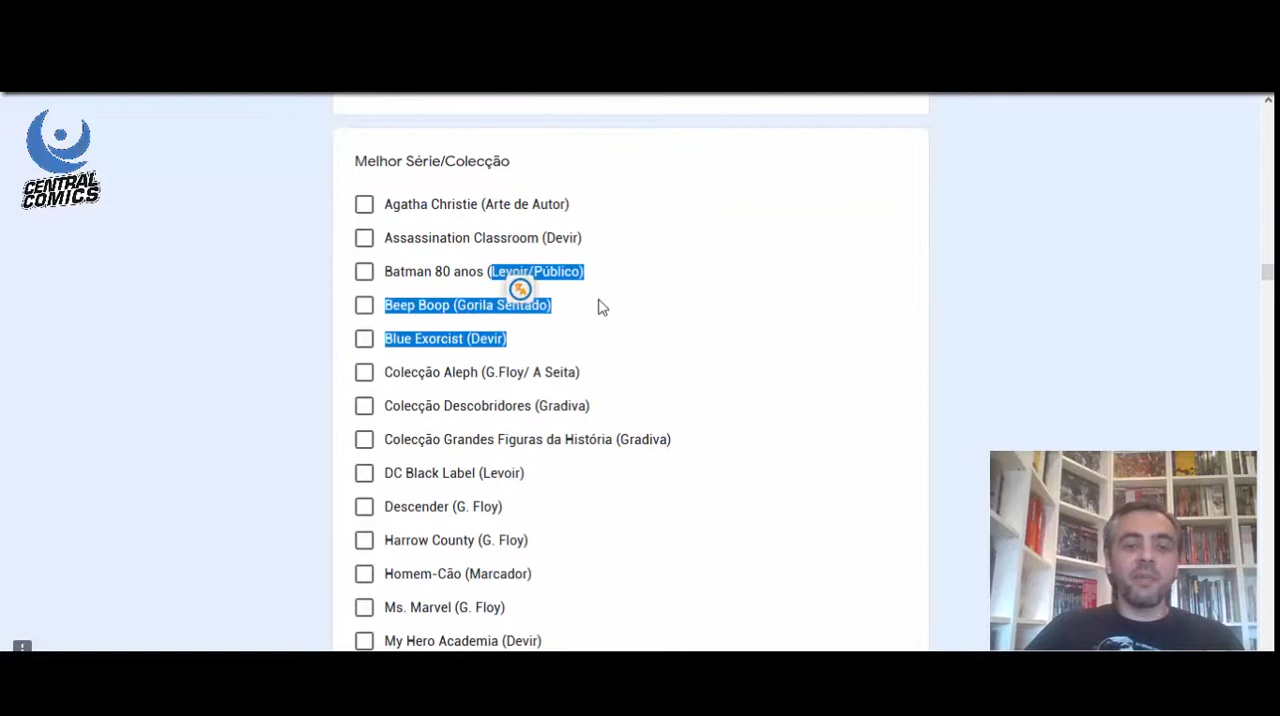 CENTRAL
COMICS
Melhor Série/Colecção
Agatha Christie (Arte de Autor)
Assassination Classroom (Devir)
Batman 80 anos (Levoir/Público)
Beep Boop (Gorila Sentado)
Blue Exorcist (Devir)
Colecção Aleph (G.Floy/ A Seita)
Colecção Descobridores (Gradiva)
Colecção Grandes Figuras da História (Gradiva)
DC Black Label (Levoir)
Descender (G. Floy)
Harrow County (G. Floy)
Homem-Cão (Marcador)
Ms. Marvel (G. Floy)
My Hero Academia (Devir)